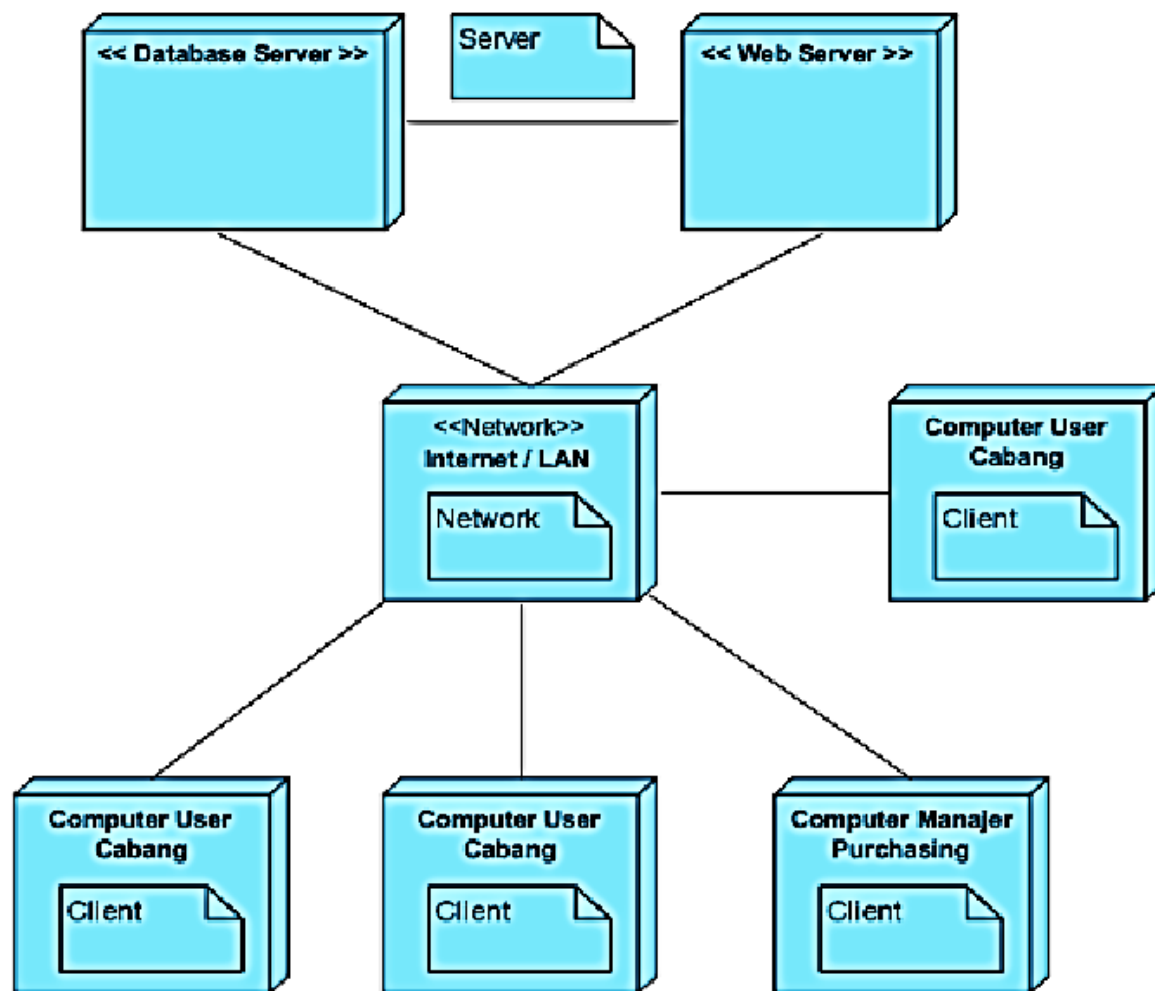 << Database Server >>
Server
<< Web Server >>
<<Network>>
Internet / LAN
Network
Computer User
Cabang
Client
Computer User
Cabang
Client
Computer User
Cabang
Client
Computer Manajer
Purchasing
Client